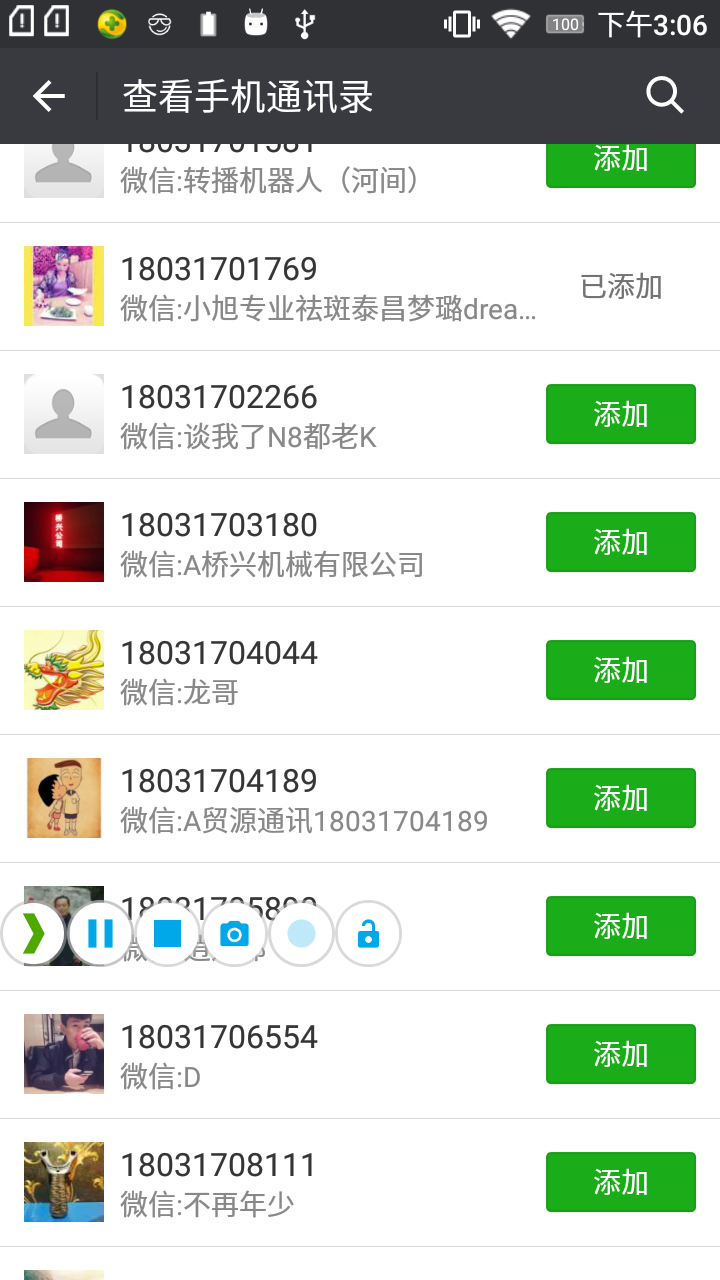 100
下午3:06
查看手机通讯录
18031701581
微信:转播机器人（河间）
添加
18031701769
微信:小旭专业祛斑泰昌梦璐drea…
已添加
18031702266
微信:谈我了N8都老K
添加
18031703180
微信:A桥兴机械有限公司
添加
18031704044
微信:龙哥
添加
18031704189
微信:A贸源通讯18031704189
添加
添加
18031706554
微信:D
添加
18031708111
微信:不再年少
添加